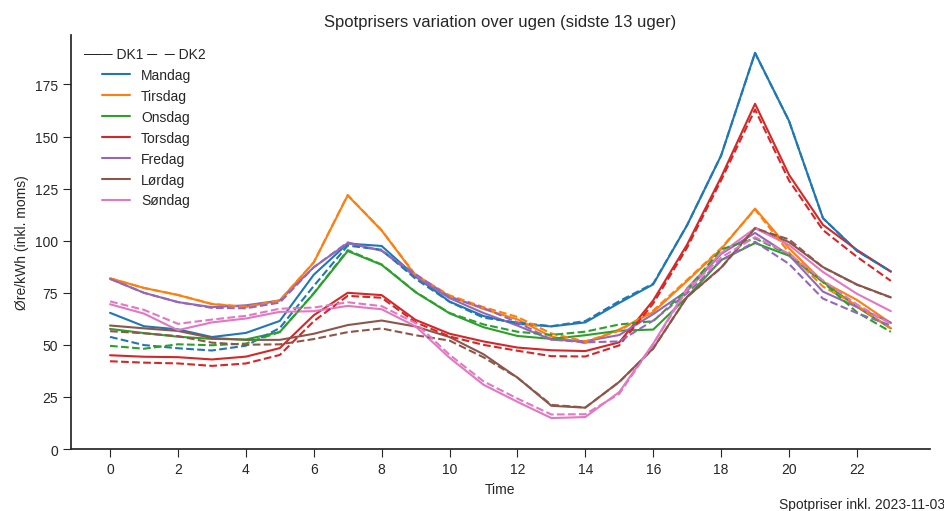 Spotprisers variation over ugen (sidste 13 uger)
DK1 DK2
Mandag
Tirsdag
Onsdag
Torsdag
Fredag
Lørdag
Søndag
Øre/kWh (inkl. moms)
175
150
125
100
75
50
25
0
0 2 4 6 8 10 12 14 16 18 20 22
Time
Spotpriser inkl. 2023-11-03